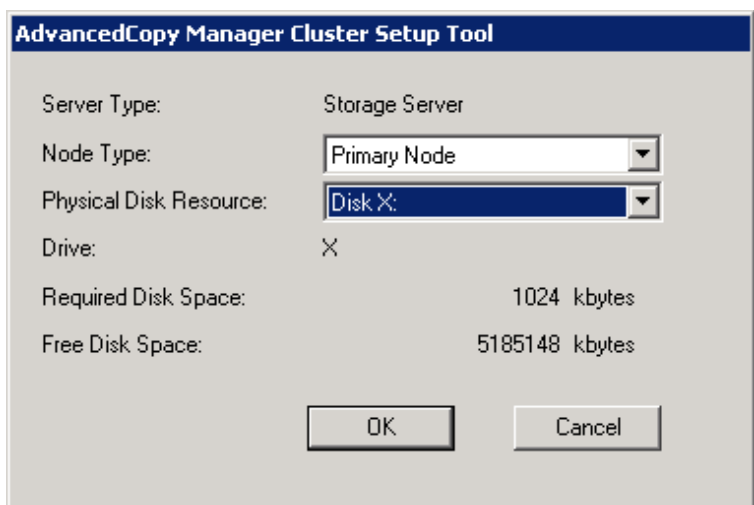 AdvancedCopy Manager Cluster Setup Tool
Server Type: Storage Server
Node Type: Primary Node
Physical Disk Resource: Disk X:
Drive: X
Required Disk Space: 1024 kbytes
Free Disk Space: 5185148 kbytes
OK Cancel